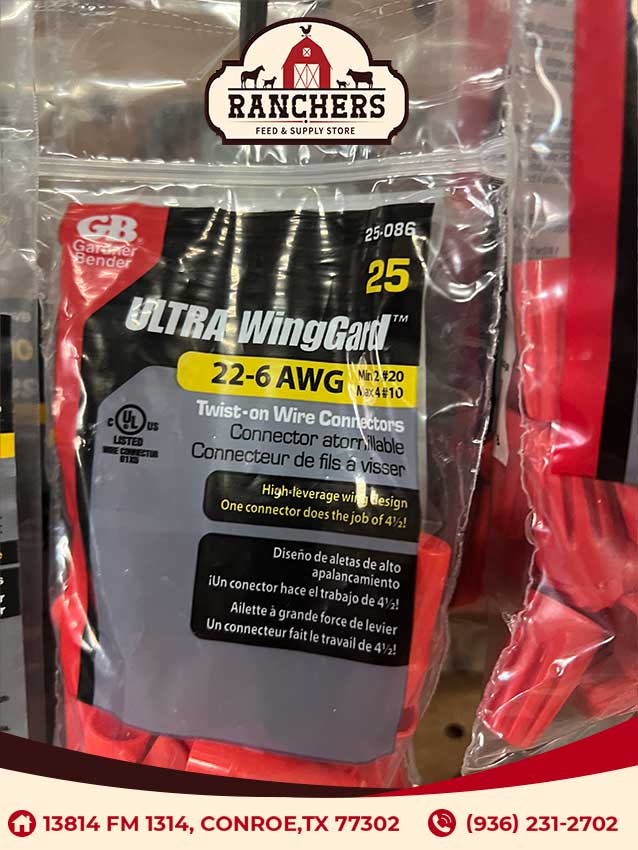 RANCHERS
FEED & SUPPLY STORE
GB
Gardner
Bender
25-086
25
ULTRA WingGard™
22-6 AWG
Min 2 #20
Max 4 #10
Twist-on Wire Connectors
Connector atornillable
Connecteur de fils à visser
C UL US
LISTED
WIRE CONNECTOR
High-leverage wing design
One connector does the job of 4½!
Diseño de aletas de alto
apalancamiento
¡Un conector hace el trabajo de 4½!
Ailette à grande force de levier
Un connecteur fait le travail de 4½!
13814 FM 1314, CONROE,TX 77302
(936) 231-2702